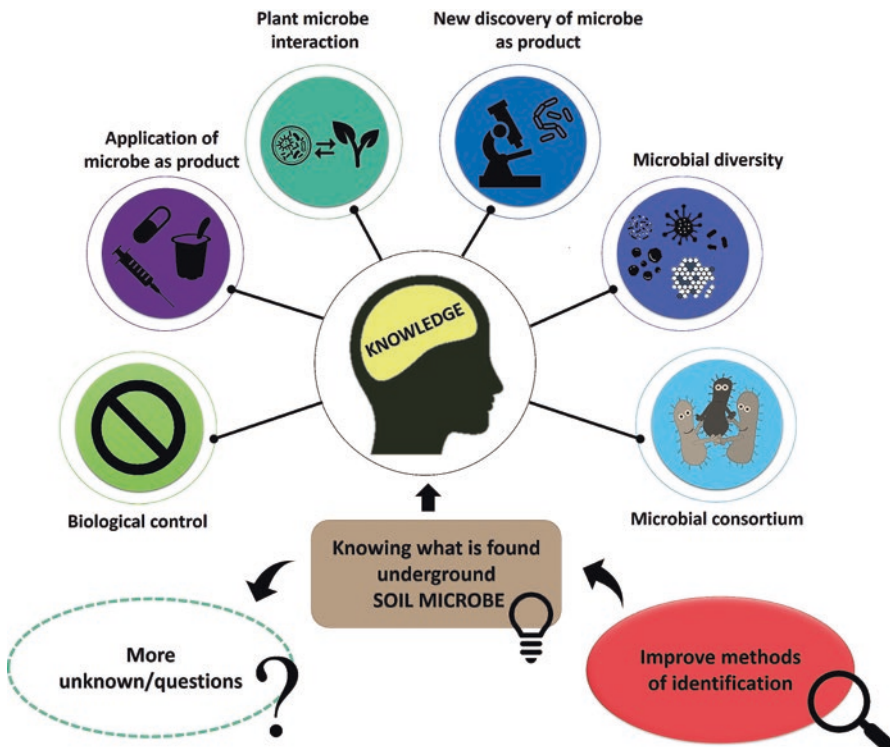 Plant microbe
interaction
New discovery of microbe
as product
Application of
microbe as product
Microbial diversity
KNOWLEDGE
Biological control
Microbial consortium
Knowing what is found
underground
SOIL MICROBE
More
unknown/questions
?
Improve methods
of identification